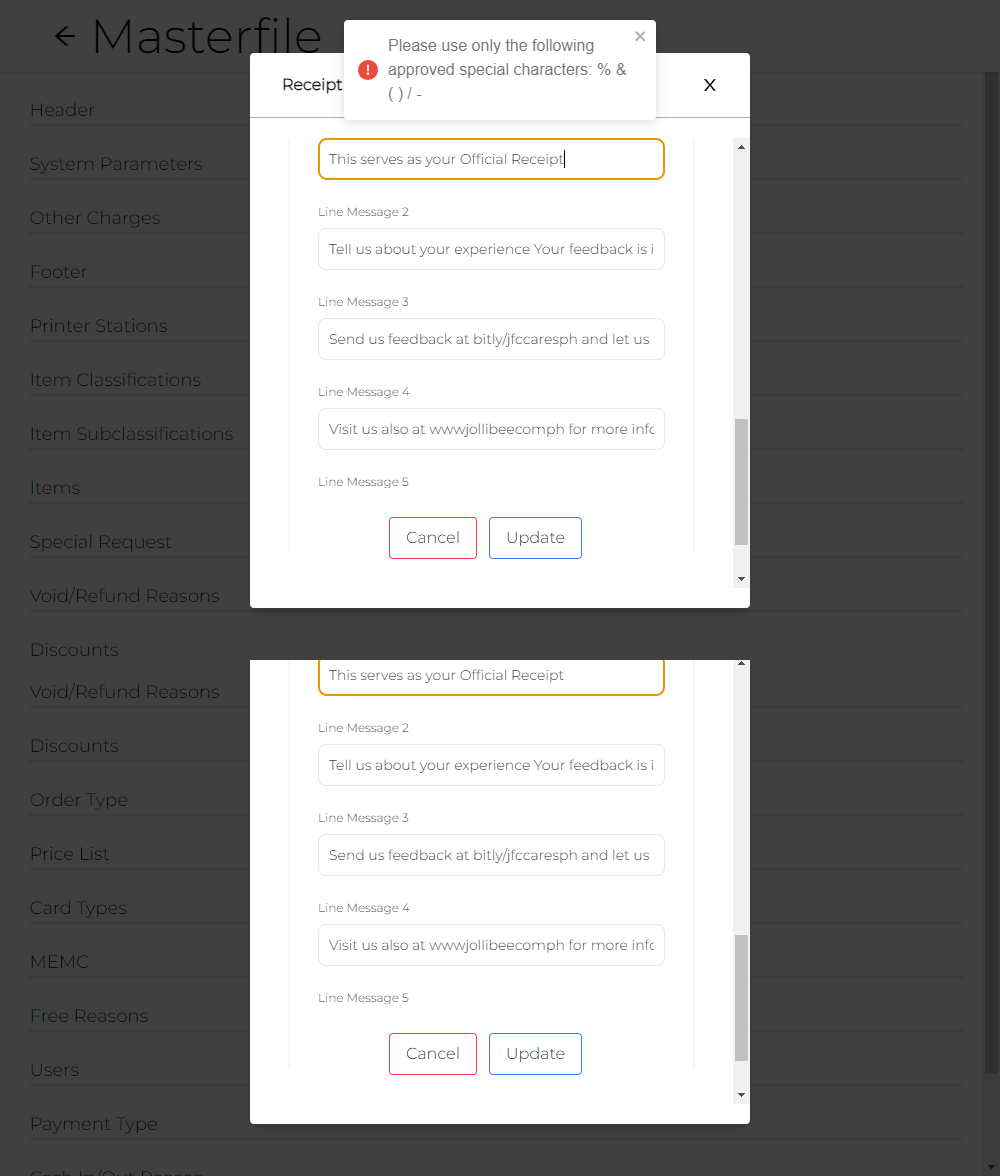 Masterfile
Please use only the following
approved special characters: % &
( ) / -
Receipt
X
Header
System Parameters
Other Charges
Footer
Printer Stations
Item Classifications
Item Subclassifications
Items
Special Request
Void/Refund Reasons
Discounts
Void/Refund Reasons
Discounts
Order Type
Price List
Card Types
MEMC
Free Reasons
Users
Payment Type
Cash In/Out Reason
This serves as your Official Receipt
Line Message 2
Tell us about your experience Your feedback is i
Line Message 3
Send us feedback at bitly/jfccaresph and let us
Line Message 4
Visit us also at wwwjollibeecomph for more info
Line Message 5
Cancel
Update
This serves as your Official Receipt
Line Message 2
Tell us about your experience Your feedback is i
Line Message 3
Send us feedback at bitly/jfccaresph and let us
Line Message 4
Visit us also at wwwjollibeecomph for more info
Line Message 5
Cancel
Update